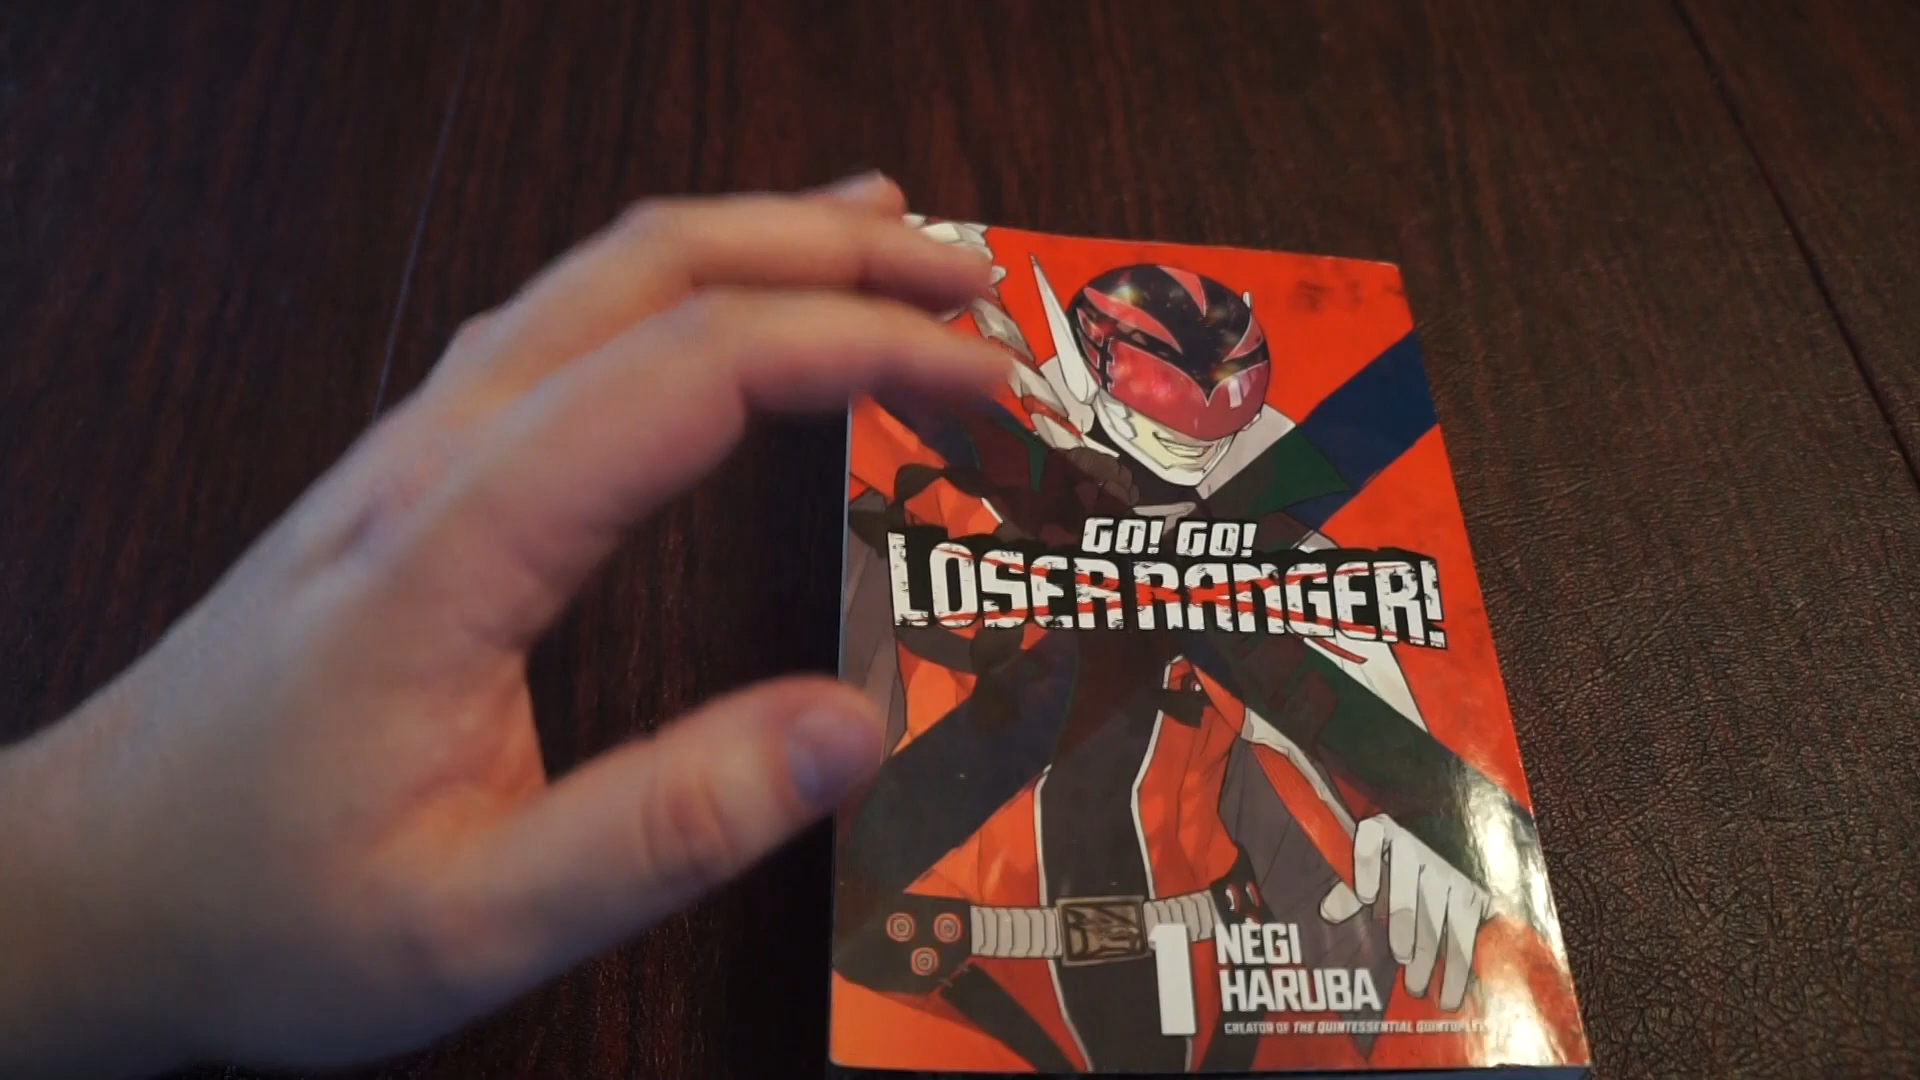 GO! GO!
LOSER RANGER!
1
NEGI
HARUBA
CREATOR OF THE QUINTESSENTIAL